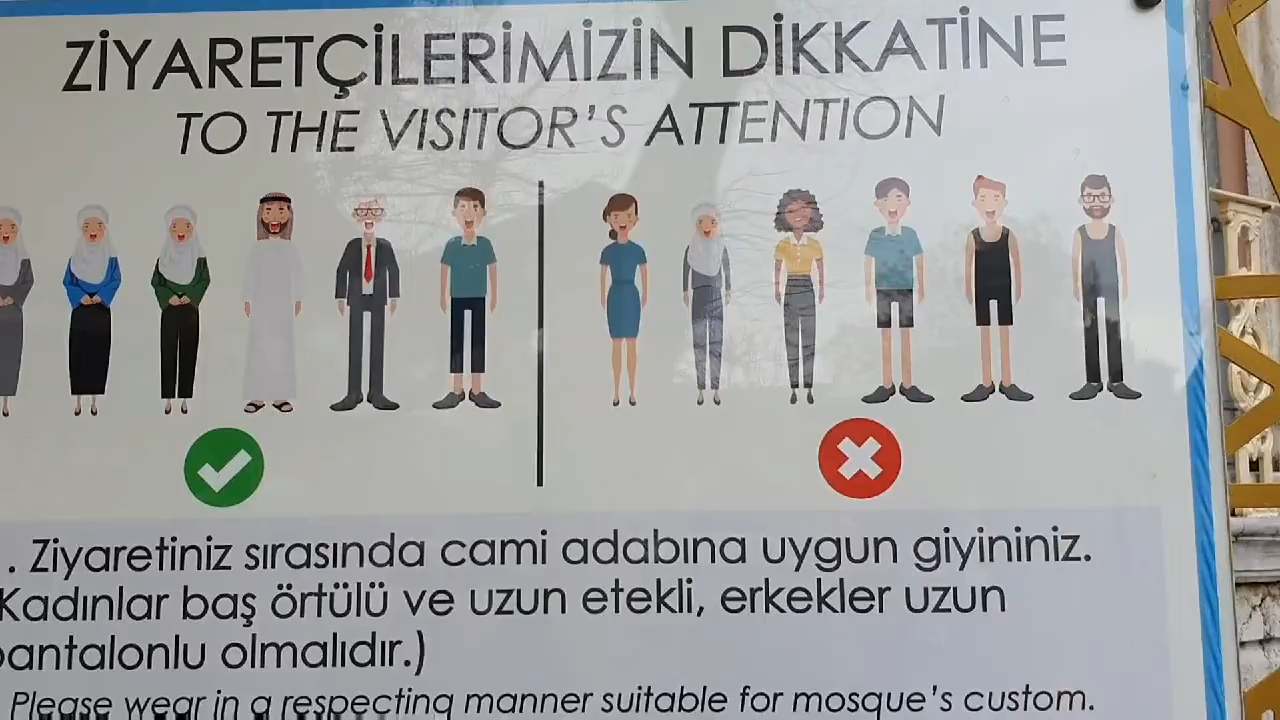 ZİYARETÇİLERİMİZİN DİKKATİNE
TO THE VISITOR'S ATTENTION
. Ziyaretiniz sırasında cami adabına uygun giyininiz.
Kadınlar baş örtülü ve uzun etekli, erkekler uzun
pantalonlu olmalıdır.)
Please wear in a respecting manner suitable for mosque's custom.